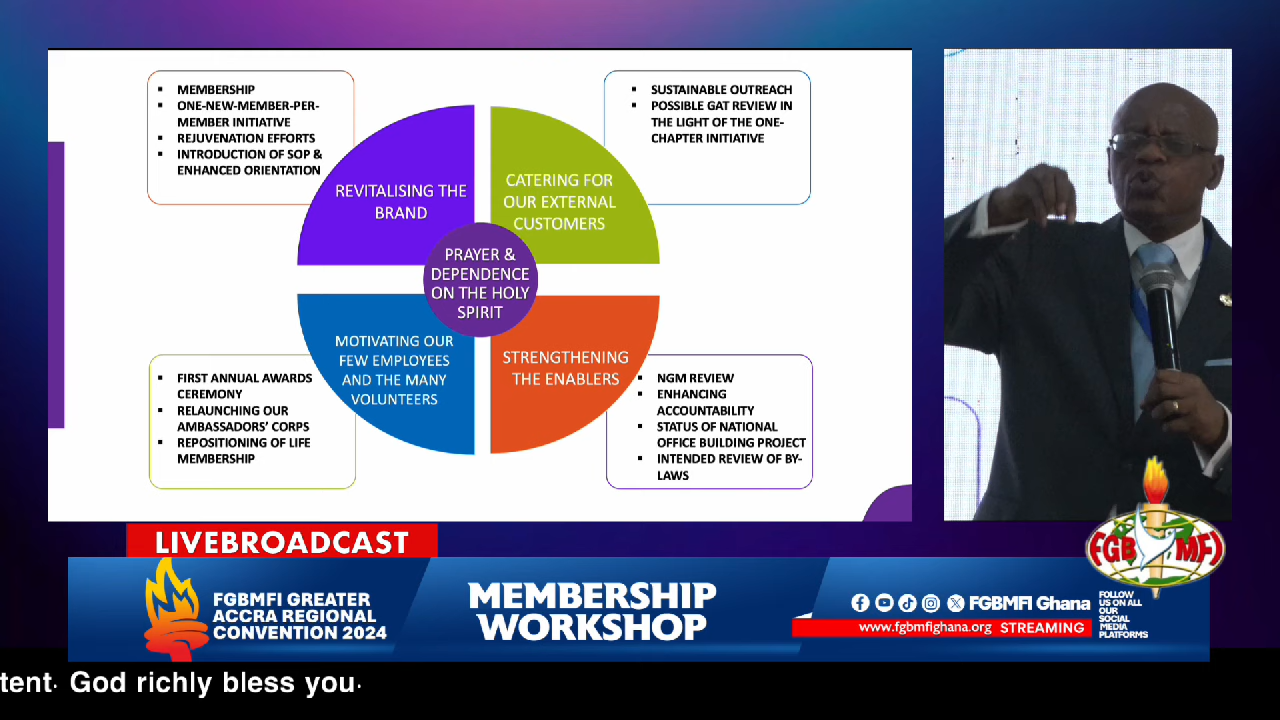 MEMBERSHIP
ONE-NEW-MEMBER-PER-
MEMBER INITIATIVE
REJUVENATION EFFORTS
INTRODUCTION OF SOP &
ENHANCED ORIENTATION
REVITALISING THE
BRAND
CATERING FOR
OUR EXTERNAL
CUSTOMERS
SUSTAINABLE OUTREACH
POSSIBLE GAT REVIEW IN
THE LIGHT OF THE ONE-
CHAPTER INITIATIVE
PRAYER &
DEPENDENCE
ON THE HOLY
SPIRIT
FIRST ANNUAL AWARDS
CEREMONY
RELAUNCHING OUR
AMBASSADORS' CORPS
REPOSITIONING OF LIFE
MEMBERSHIP
MOTIVATING OUR
FEW EMPLOYEES
AND THE MANY
VOLUNTEERS
STRENGTHENING
THE ENABLERS
NGM REVIEW
ENHANCING
ACCOUNTABILITY
STATUS OF NATIONAL
OFFICE BUILDING PROJECT
INTENDED REVIEW OF BY-
LAWS
LIVEBROADCAST
FGBMFI GREATER
ACCRA REGIONAL
CONVENTION 2024
MEMBERSHIP
WORKSHOP
FGBMFI Ghana
www.fgbmfighana.org STREAMING
FOLLOW
US ON ALL
OUR
SOCIAL
MEDIA
PLATFORMS
FGB MFI
tent. God richly bless you.